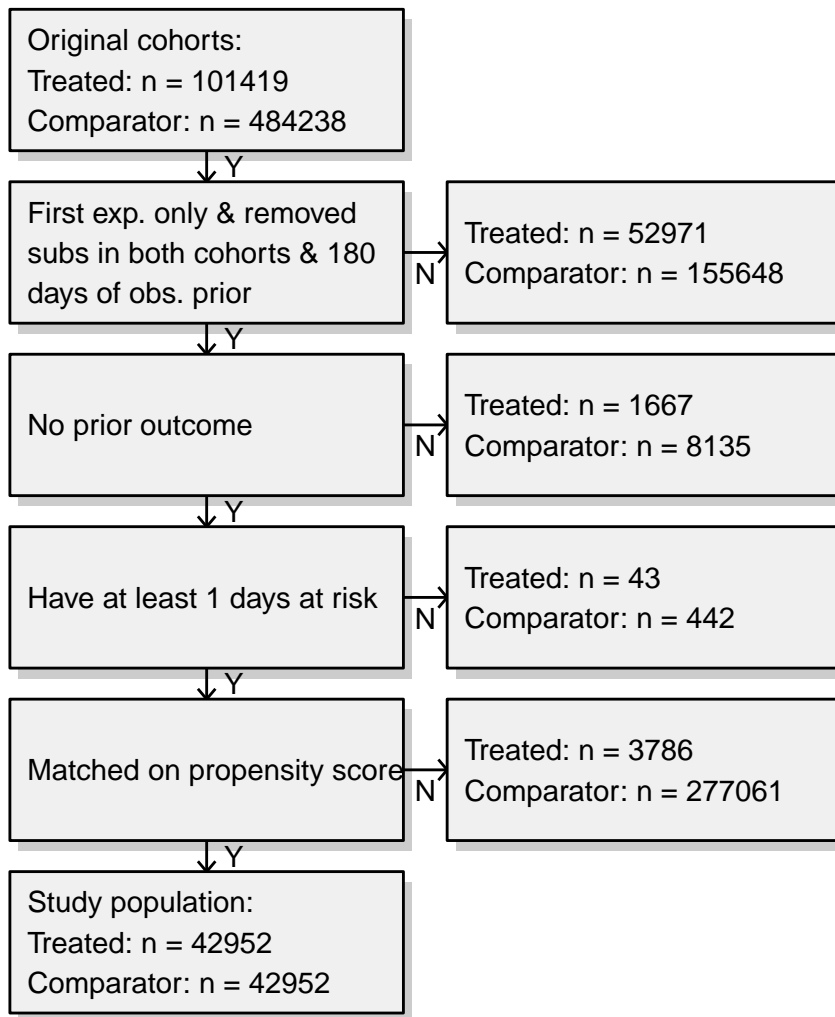 Original cohorts:
Treated: n = 101419
Comparator: n = 484238
Y
First exp. only & removed
subs in both cohorts & 180
days of obs. prior
N
Treated: n = 52971
Comparator: n = 155648
Y
No prior outcome
N
Treated: n = 1667
Comparator: n = 8135
Y
Have at least 1 days at risk
N
Treated: n = 43
Comparator: n = 442
Y
Matched on propensity score
N
Treated: n = 3786
Comparator: n = 277061
Y
Study population:
Treated: n = 42952
Comparator: n = 42952